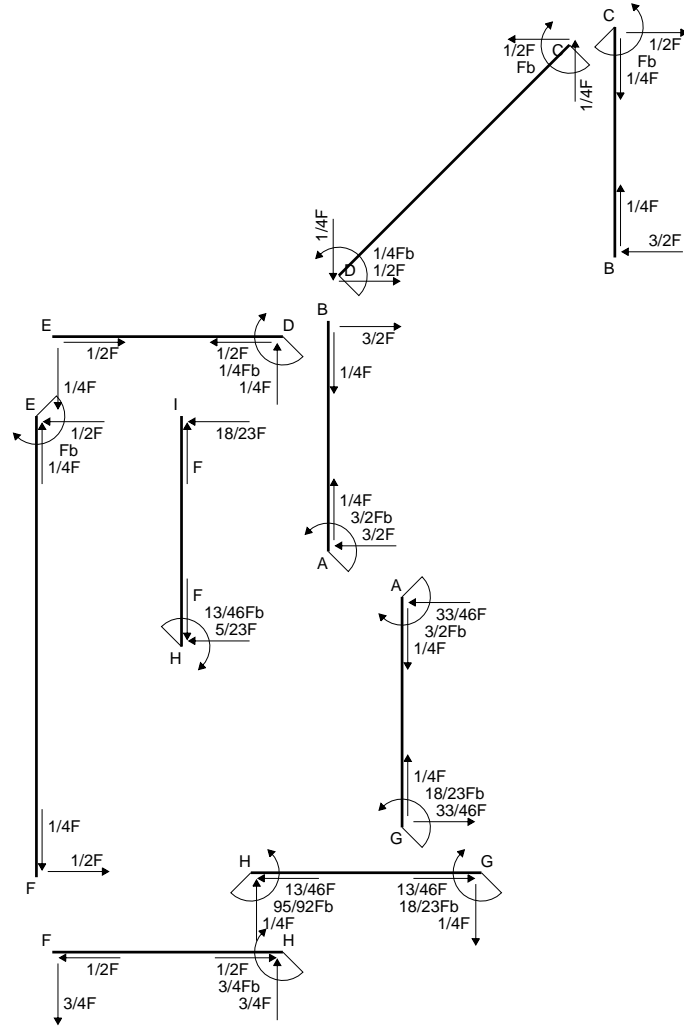 C
1/2F
C
1/2F
Fb
Fb
1/4F
1/4F
1/4F
3/2F
B
1/4F
1/4Fb
D
1/2F
B
E
D
3/2F
1/2F
1/2F
1/4Fb
1/4F
1/4F
1/4F
E
I
1/2F
18/23F
Fb
1/4F
F
1/4F
3/2Fb
3/2F
A
A
F
13/46Fb
5/23F
H
33/46F
3/2Fb
1/4F
1/4F
18/23Fb
33/46F
G
1/4F
1/2F
F
H
G
13/46F
13/46F
95/92Fb
18/23Fb
1/4F
1/4F
F
H
1/2F
1/2F
3/4Fb
3/4F
3/4F